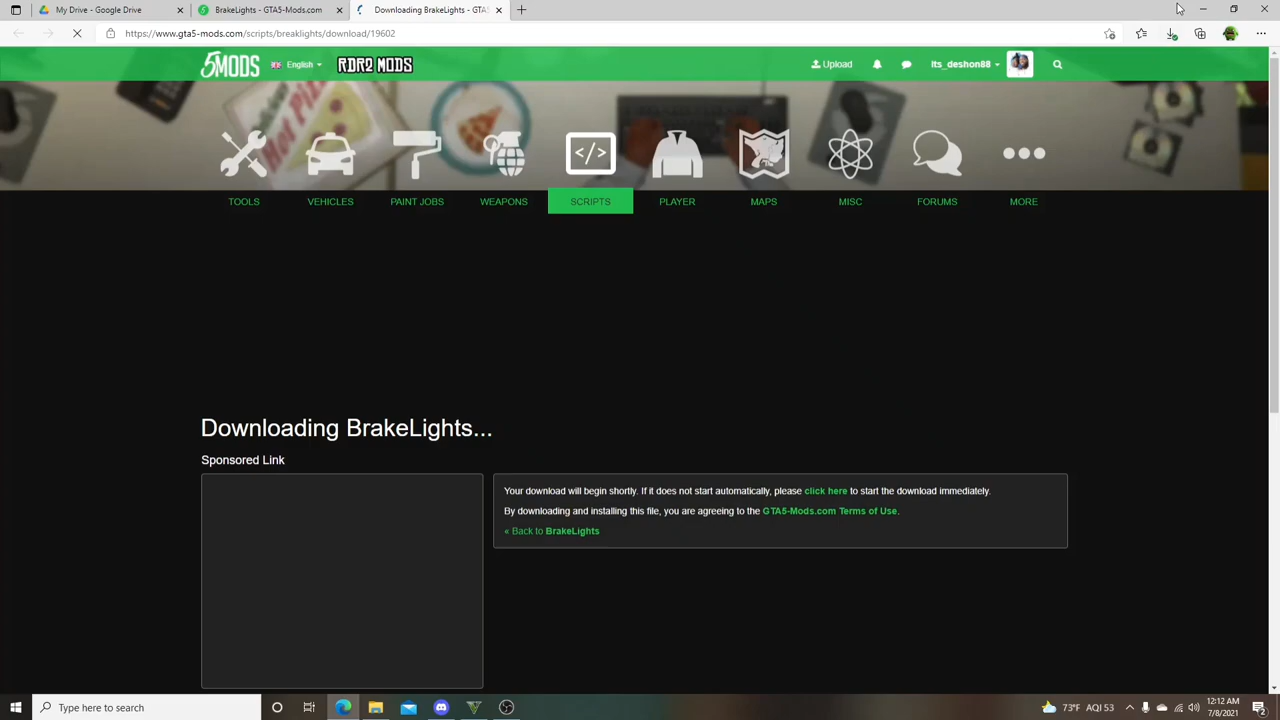 My Drive - Google Drive
BrakeLights - GTA5-Mods.com
Downloading BrakeLights - GTA5
https://www.gta5-mods.com/scripts/breaklights/download/19602
5MODS
English
RDR2 MODS
Upload
Its_deshon88
TOOLS
VEHICLES
PAINT JOBS
WEAPONS
SCRIPTS
PLAYER
MAPS
MISC
FORUMS
MORE
Downloading BrakeLights...
Sponsored Link
Your download will begin shortly. If it does not start automatically, please click here to start the download immediately.
By downloading and installing this file, you are agreeing to the GTA5-Mods.com Terms of Use.
« Back to BrakeLights
Type here to search
73°F AQI 53
12:12 AM
7/8/2021
2